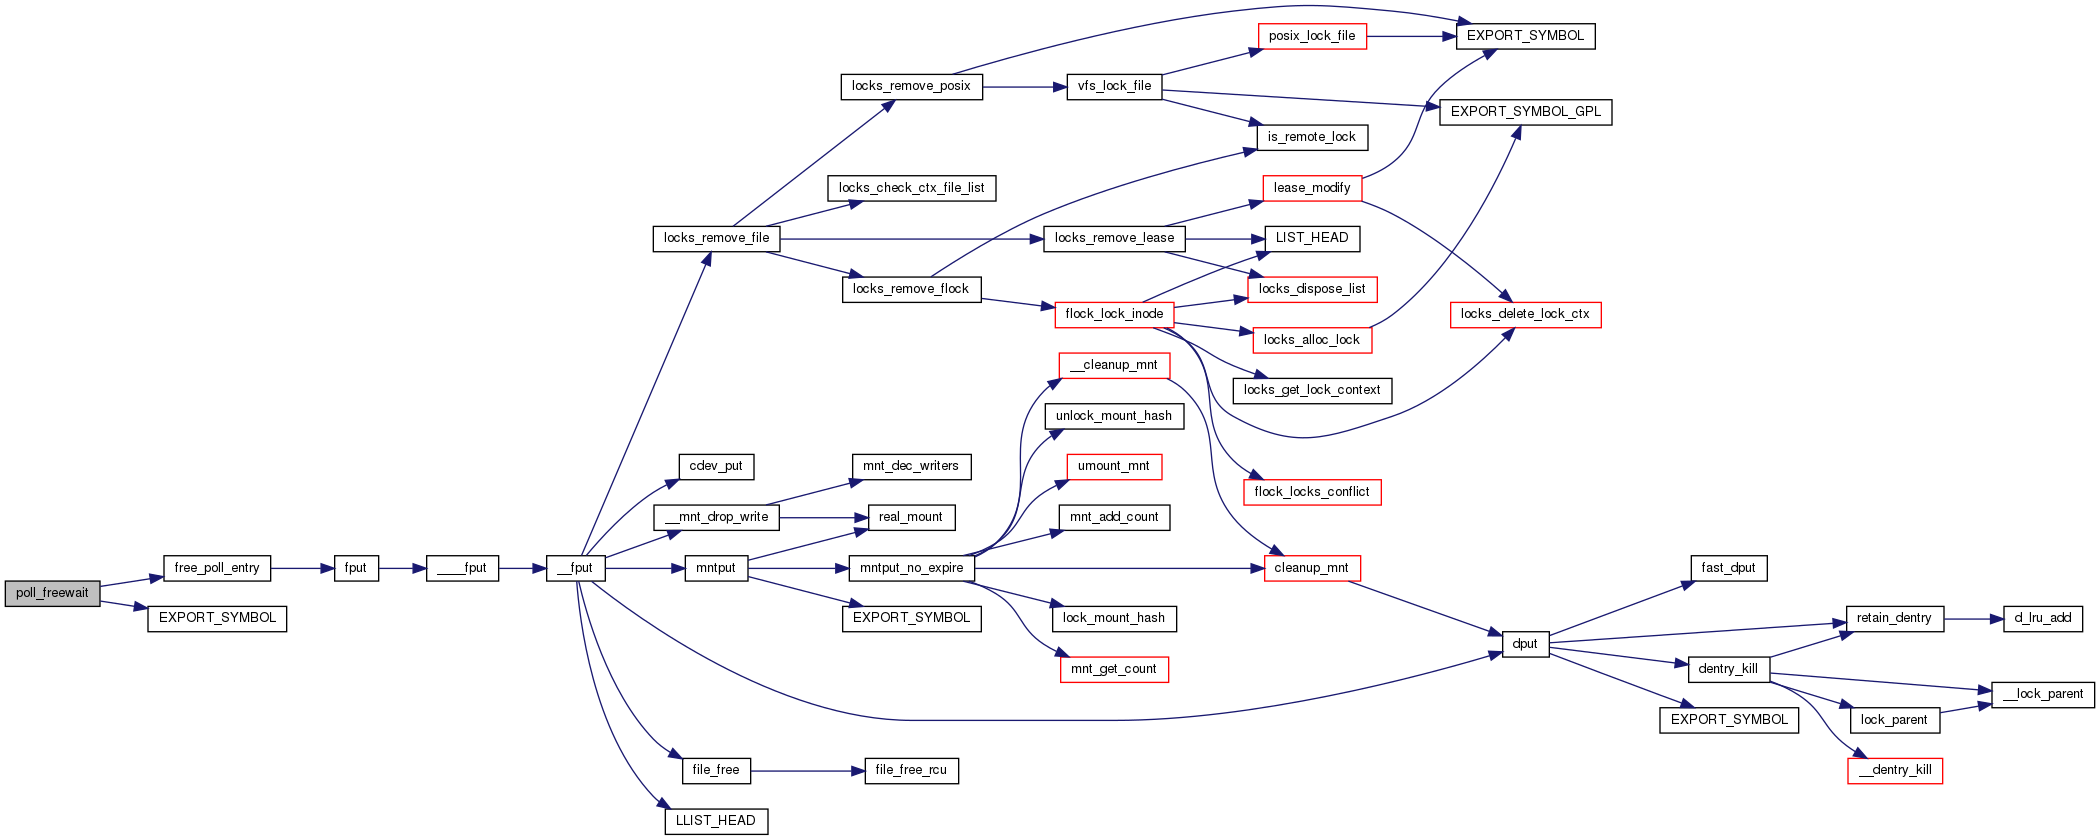 poll_freewait
free_poll_entry
EXPORT_SYMBOL
fput
____fput
__fput
locks_remove_file
cdev_put
__mnt_drop_write
mntput
file_free
LLIST_HEAD
locks_remove_posix
locks_check_ctx_file_list
locks_remove_flock
mnt_dec_writers
real_mount
mntput_no_expire
EXPORT_SYMBOL
file_free_rcu
vfs_lock_file
locks_remove_lease
flock_lock_inode
__cleanup_mnt
unlock_mount_hash
umount_mnt
mnt_add_count
lock_mount_hash
mnt_get_count
posix_lock_file
is_remote_lock
lease_modify
LIST_HEAD
locks_dispose_list
locks_alloc_lock
locks_get_lock_context
flock_locks_conflict
cleanup_mnt
EXPORT_SYMBOL
EXPORT_SYMBOL_GPL
locks_delete_lock_ctx
dput
fast_dput
dentry_kill
EXPORT_SYMBOL
retain_dentry
lock_parent
__dentry_kill
d_lru_add
__lock_parent